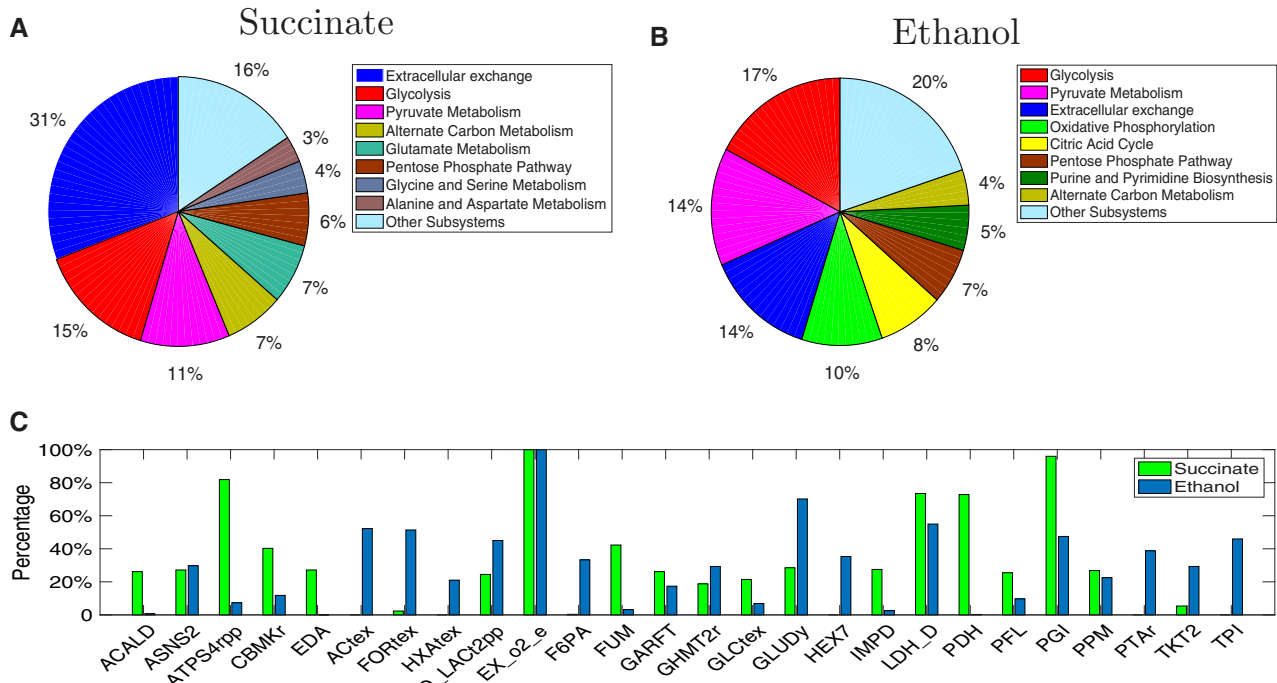 A
Succinate
16%
3%
4%
6%
7%
7%
11%
15%
31%
Extracellular exchange
Glycolysis
Pyruvate Metabolism
Alternate Carbon Metabolism
Glutamate Metabolism
Pentose Phosphate Pathway
Glycine and Serine Metabolism
Alanine and Aspartate Metabolism
Other Subsystems
B
Ethanol
17%
20%
4%
5%
7%
8%
10%
14%
14%
Glycolysis
Pyruvate Metabolism
Extracellular exchange
Oxidative Phosphorylation
Citric Acid Cycle
Pentose Phosphate Pathway
Purine and Pyrimidine Biosynthesis
Alternate Carbon Metabolism
Other Subsystems
C
Percentage
100%
80%
60%
40%
20%
0
Succinate
Ethanol
ACALD
ASNS2
ATPS4rpp
CBMKr
EDA
ACtex
FORtex
HXAtex
LACt2pp
EX_o2_e
F6PA
FUM
GARFT
GHMT2r
GLCtex
GLUDy
HEX7
IMPD
LDH_D
PDH
PFL
PGI
PPM
PTAr
TKT2
TPI